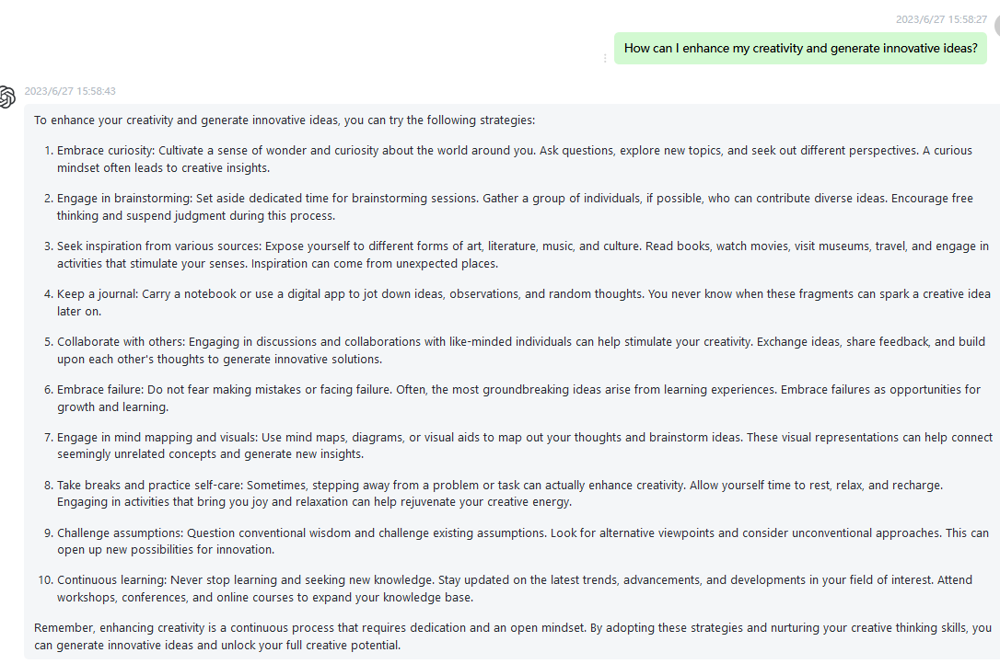 2023/6/27 15:58:27
How can I enhance my creativity and generate innovative ideas?
2023/6/27 15:58:43
To enhance your creativity and generate innovative ideas, you can try the following strategies:
1. Embrace curiosity: Cultivate a sense of wonder and curiosity about the world around you. Ask questions, explore new topics, and seek out different perspectives. A curious
mindset often leads to creative insights.
2. Engage in brainstorming: Set aside dedicated time for brainstorming sessions. Gather a group of individuals, if possible, who can contribute diverse ideas. Encourage free
thinking and suspend judgment during this process.
3. Seek inspiration from various sources: Expose yourself to different forms of art, literature, music, and culture. Read books, watch movies, visit museums, travel, and engage in
activities that stimulate your senses. Inspiration can come from unexpected places.
4. Keep a journal: Carry a notebook or use a digital app to jot down ideas, observations, and random thoughts. You never know when these fragments can spark a creative idea
later on.
5. Collaborate with others: Engaging in discussions and collaborations with like-minded individuals can help stimulate your creativity. Exchange ideas, share feedback, and build
upon each other's thoughts to generate innovative solutions.
6. Embrace failure: Do not fear making mistakes or facing failure. Often, the most groundbreaking ideas arise from learning experiences. Embrace failures as opportunities for
growth and learning.
7. Engage in mind mapping and visuals: Use mind maps, diagrams, or visual aids to map out your thoughts and brainstorm ideas. These visual representations can help connect
seemingly unrelated concepts and generate new insights.
8. Take breaks and practice self-care: Sometimes, stepping away from a problem or task can actually enhance creativity. Allow yourself time to rest, relax, and recharge.
Engaging in activities that bring you joy and relaxation can help rejuvenate your creative energy.
9. Challenge assumptions: Question conventional wisdom and challenge existing assumptions. Look for alternative viewpoints and consider unconventional approaches. This can
open up new possibilities for innovation.
10. Continuous learning: Never stop learning and seeking new knowledge. Stay updated on the latest trends, advancements, and developments in your field of interest. Attend
workshops, conferences, and online courses to expand your knowledge base.
Remember, enhancing creativity is a continuous process that requires dedication and an open mindset. By adopting these strategies and nurturing your creative thinking skills, you
can generate innovative ideas and unlock your full creative potential.